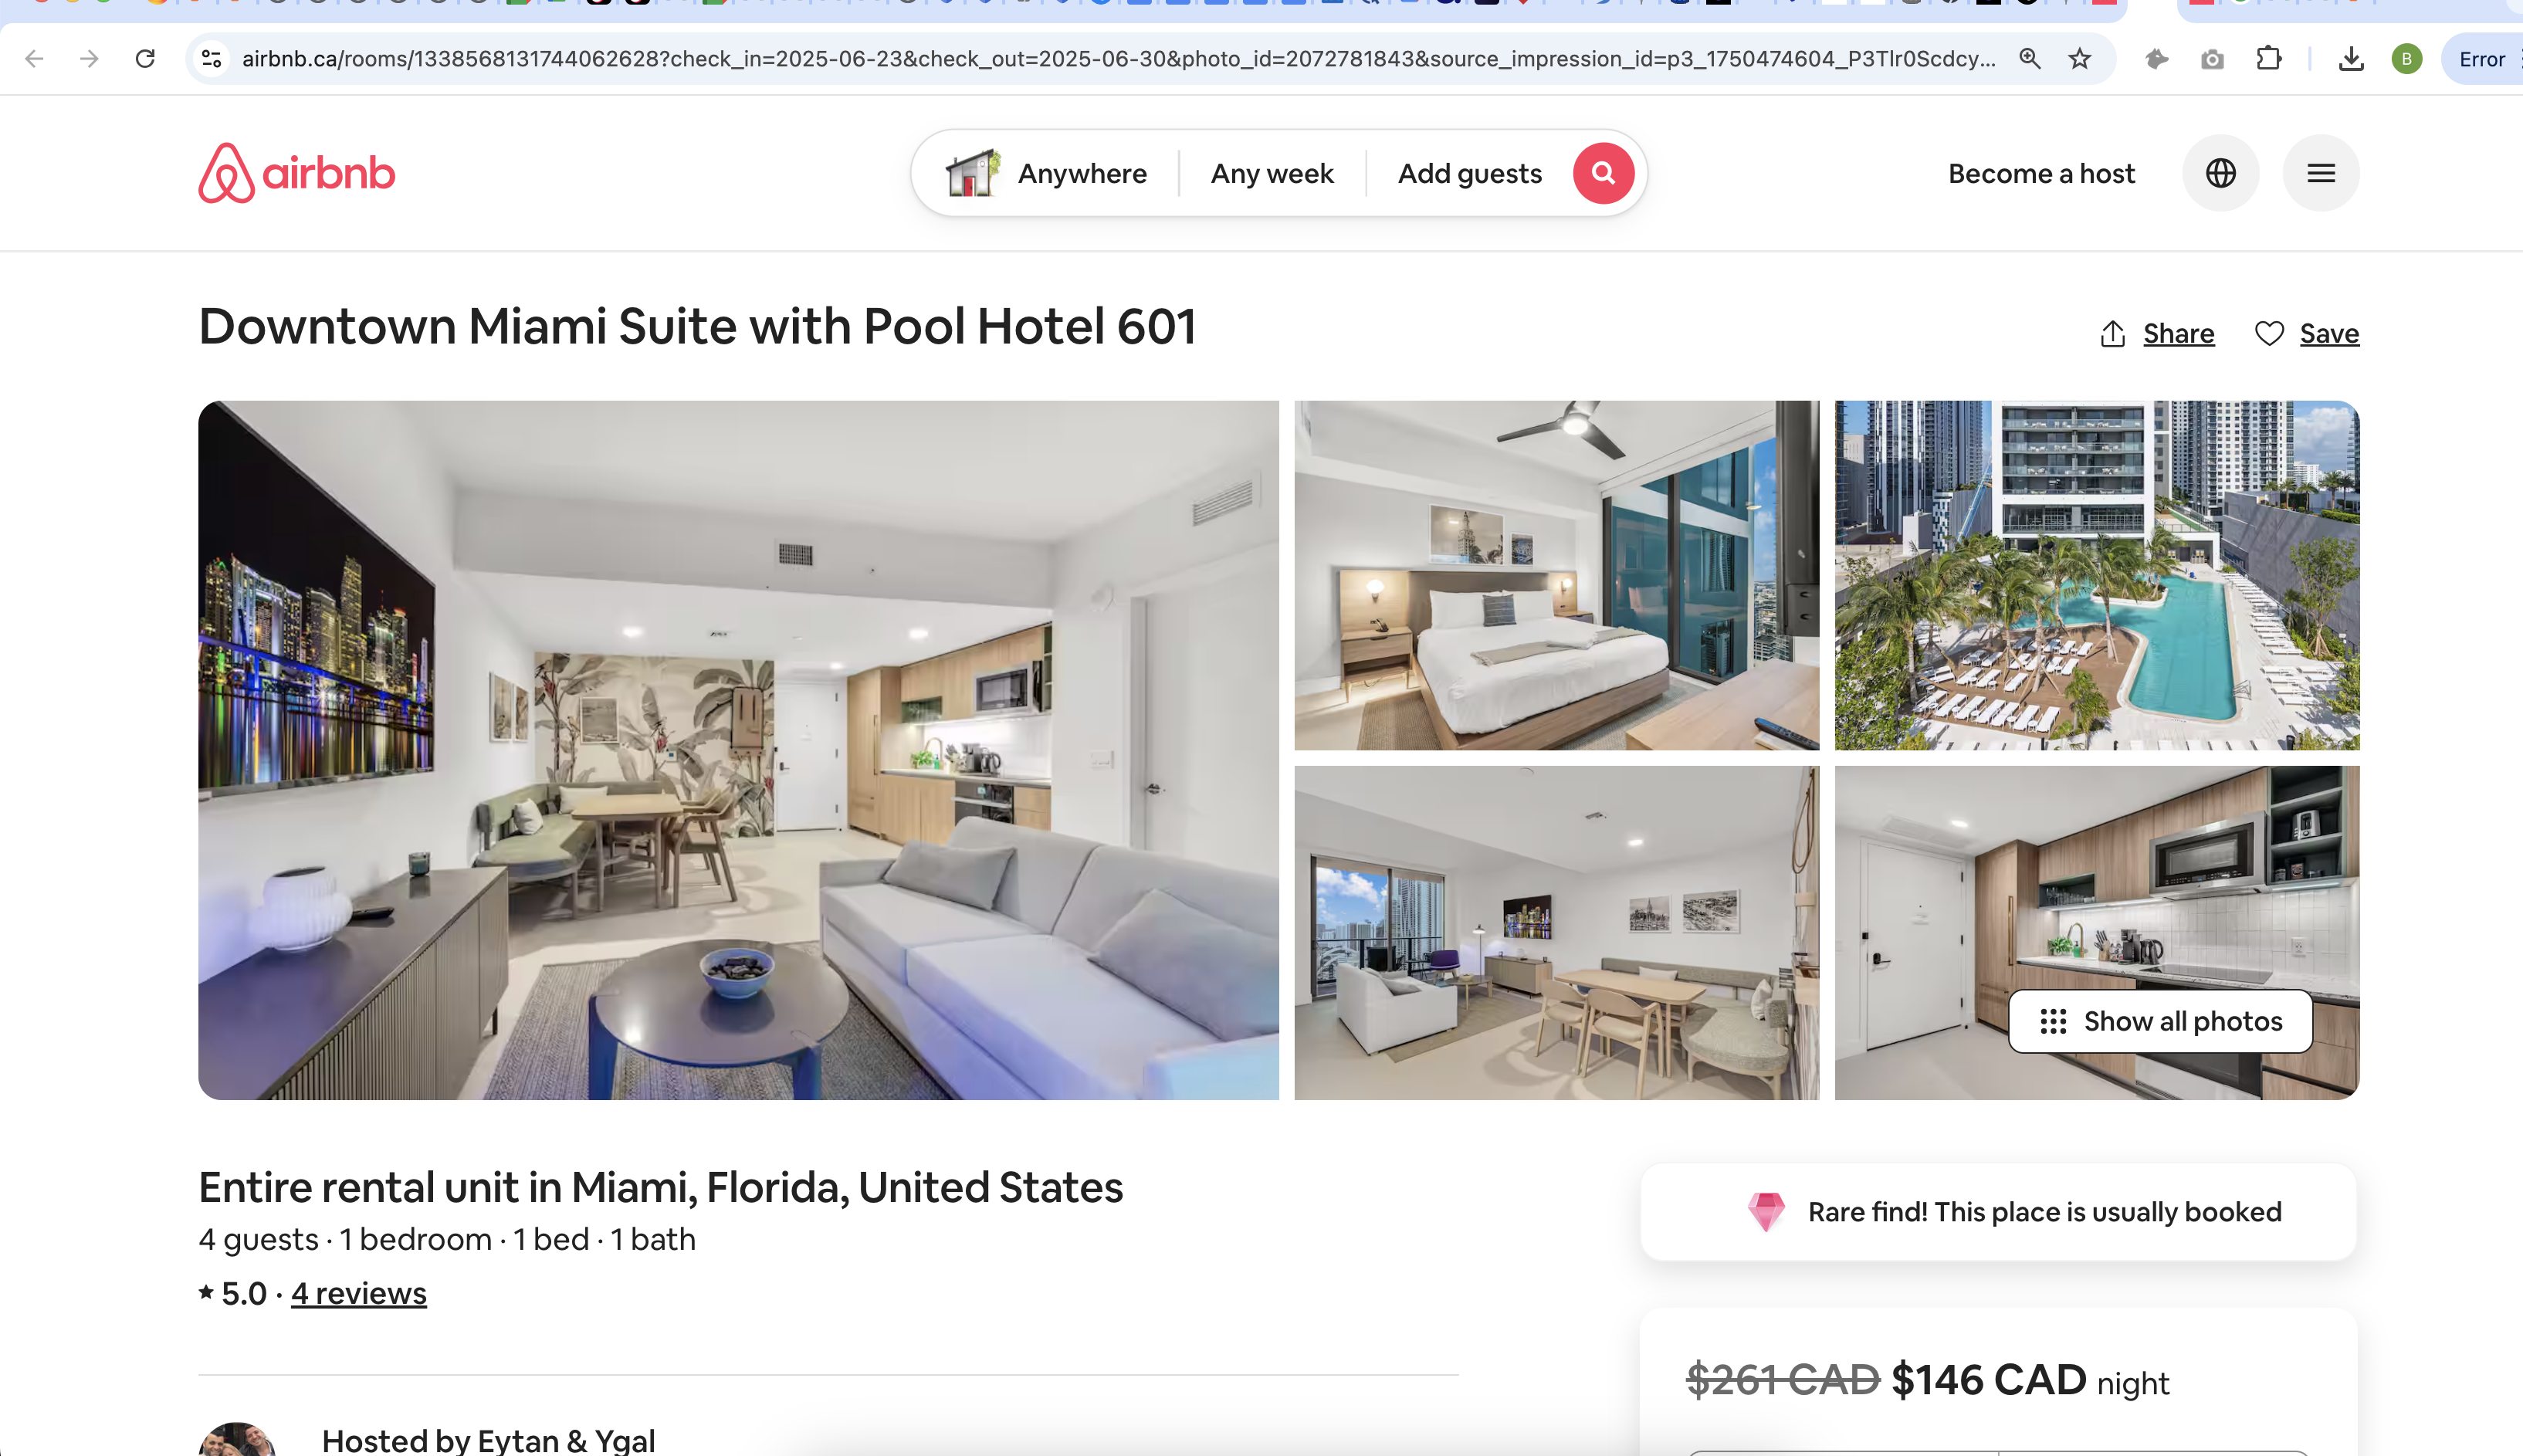 airbnb.ca/rooms/1338568131744062628?check_in=2025-06-23&check_out=2025-06-30&photo_id=2072781843&source_impression_id=p3_1750474604_P3Tlr0Scdcy...
B
Error
airbnb
Anywhere
Any week
Add guests
Become a host
Downtown Miami Suite with Pool Hotel 601
Share
Save
Show all photos
Entire rental unit in Miami, Florida, United States
4 guests · 1 bedroom · 1 bed · 1 bath
5.0 · 4 reviews
Rare find! This place is usually booked
$261 CAD $146 CAD night
Hosted by Eytan & Ygal